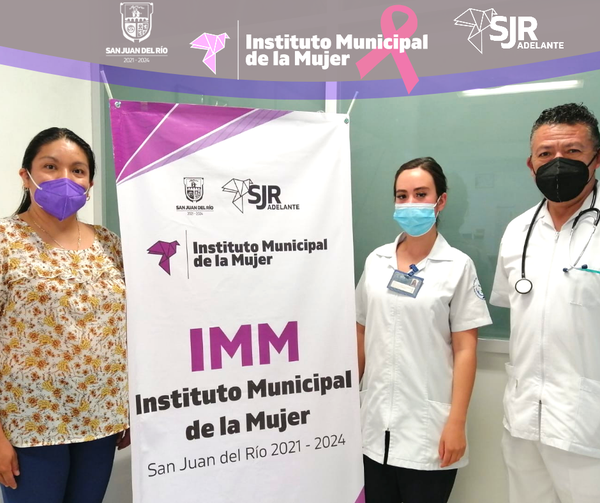 SAN JUAN DEL RÍO
2021 - 2024
Instituto Municipal
de la Mujer
SJR
ADELANTE
SAN JUAN DEL RÍO
2021 - 2024
SJR
ADELANTE
Instituto Municipal
de la Mujer
IMM
Instituto Municipal
de la Mujer
San Juan del Río 2021 - 2024